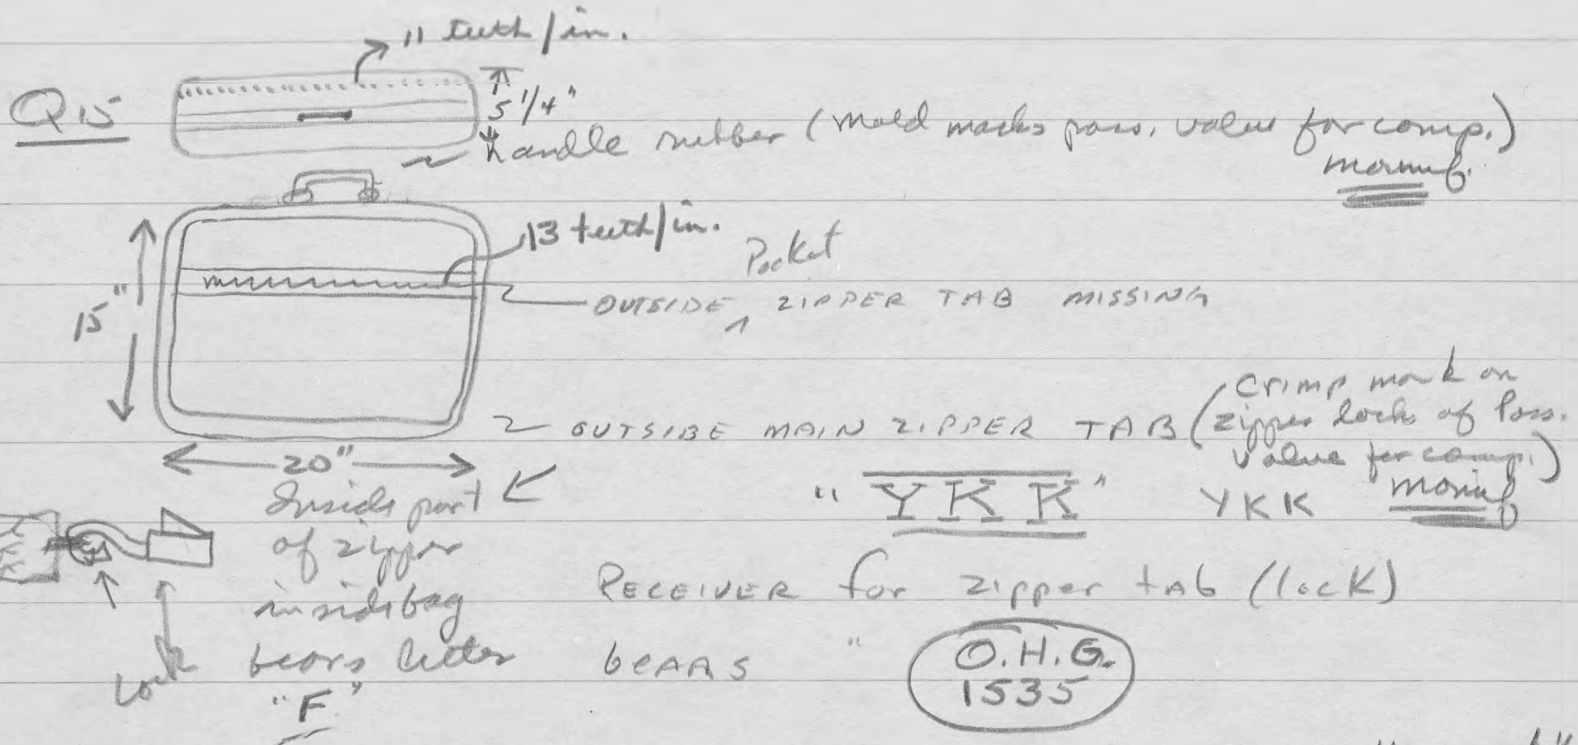 11 teeth/in.
Q15
5 1/4"
Handle rubber (mold marks poss. value for comp.)
manuf.
13 teeth/in.
Pocket
OUTSIDE ^ ZIPPER TAB MISSING
15"
20"
OUTSIDE MAIN ZIPPER TAB (Crimp mark on
zipper locks of Poss.
value for comp.)
manuf
"YKK" YKK
Inside part
of zipper
inside bag
bears letter
"F"
Lock
RECEIVER for zipper tAb (lock)
bEARS "
O.H.G.
1535